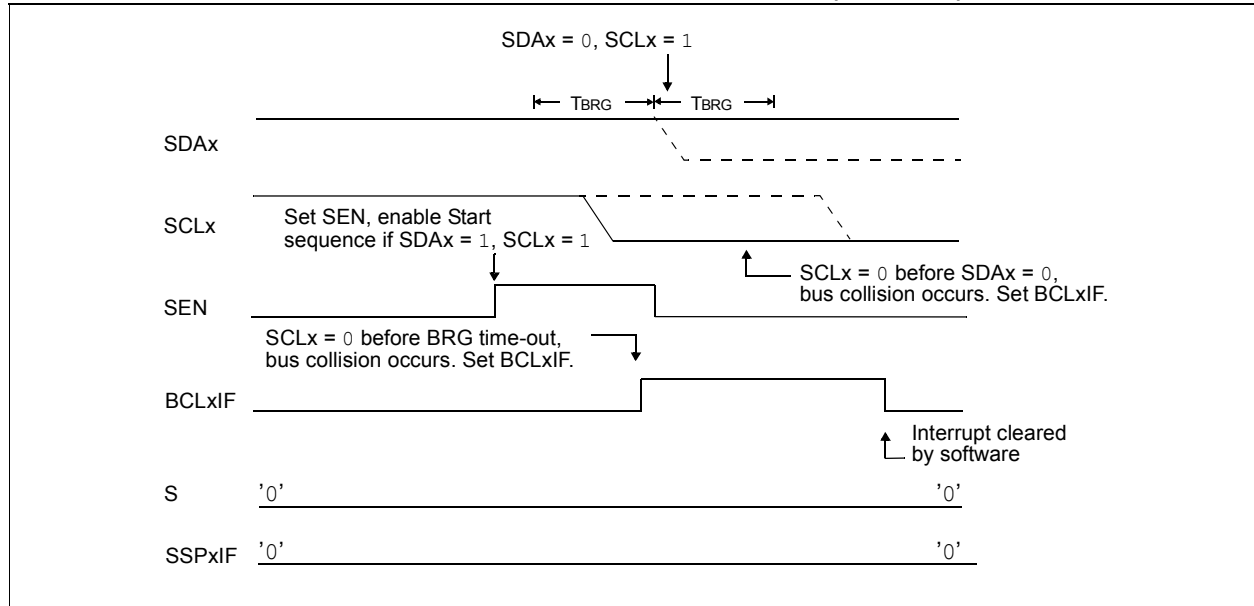 SDAx = 0, SCLx = 1
TBRG TBRG
SDAx
SCLx
Set SEN, enable Start
sequence if SDAx = 1, SCLx = 1
SCLx = 0 before SDAx = 0,
bus collision occurs. Set BCLxIF.
SEN
SCLx = 0 before BRG time-out,
bus collision occurs. Set BCLxIF.
BCLxIF
Interrupt cleared
by software
S '0' '0'
SSPxIF '0' '0'